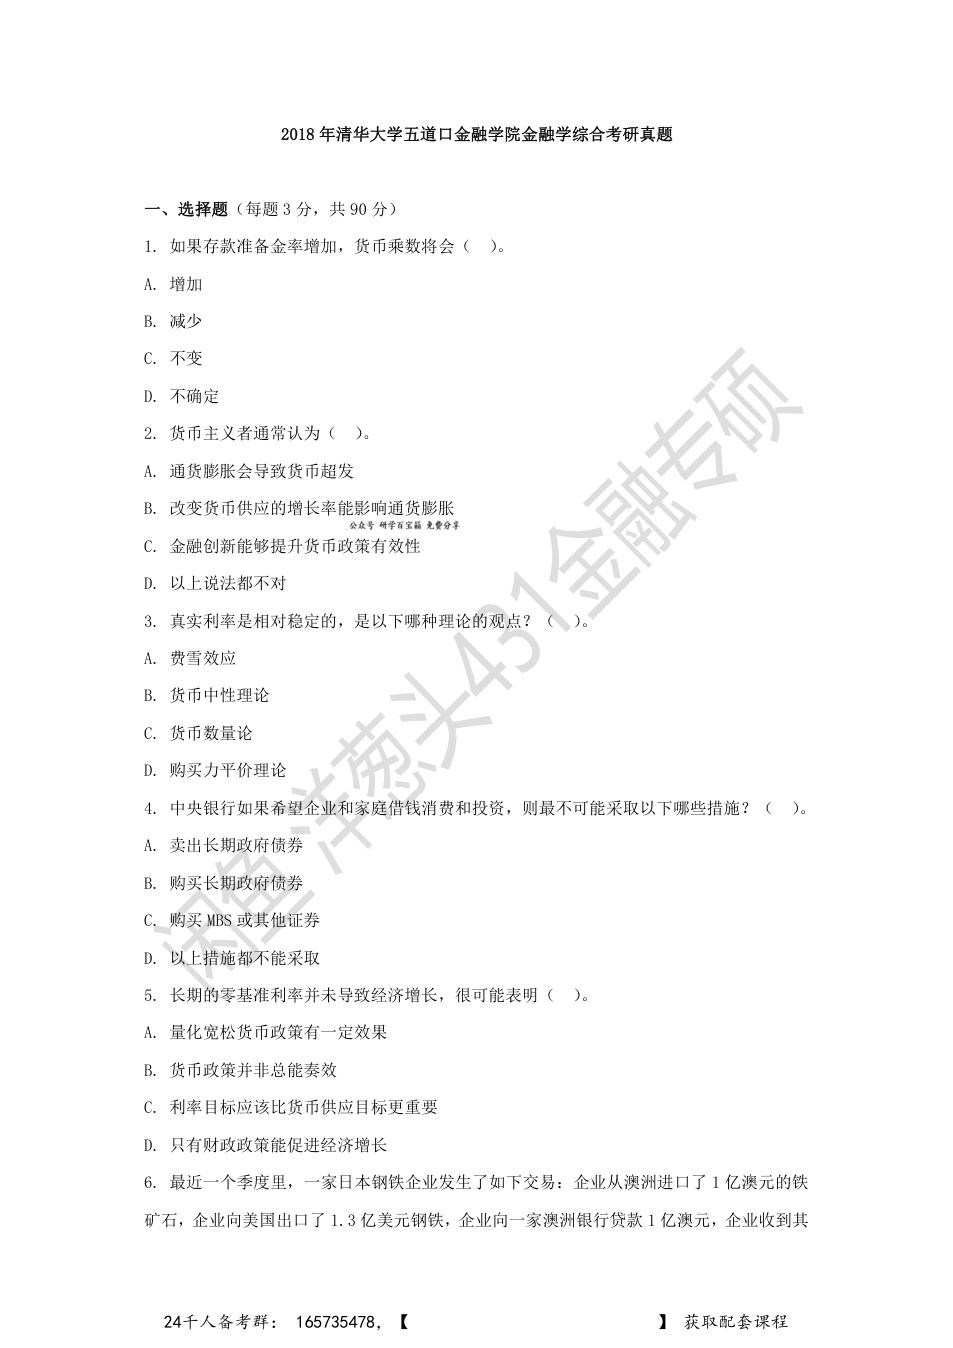 2018 年清华大学五道口金融学院金融学综合考研真题
一、选择题（每题 3 分，共 90 分）
1. 如果存款准备金率增加，货币乘数将会（　）。
A. 增加
B. 减少
C. 不变
D. 不确定
2. 货币主义者通常认为（　）。
A. 通货膨胀会导致货币超发
B. 改变货币供应的增长率能影响通货膨胀
公众号 研学百宝箱 免费分享
C. 金融创新能够提升货币政策有效性
D. 以上说法都不对
3. 真实利率是相对稳定的，是以下哪种理论的观点？（　）。
A. 费雪效应
B. 货币中性理论
C. 货币数量论
D. 购买力平价理论
4. 中央银行如果希望企业和家庭借钱消费和投资，则最不可能采取以下哪些措施？（　）。
A. 卖出长期政府债券
B. 购买长期政府债券
C. 购买 MBS 或其他证券
D. 以上措施都不能采取
5. 长期的零基准利率并未导致经济增长，很可能表明（　）。
A. 量化宽松货币政策有一定效果
B. 货币政策并非总能奏效
C. 利率目标应该比货币供应目标更重要
D. 只有财政政策能促进经济增长
6. 最近一个季度里，一家日本钢铁企业发生了如下交易：企业从澳洲进口了 1 亿澳元的铁
矿石，企业向美国出口了 1.3 亿美元钢铁，企业向一家澳洲银行贷款 1 亿澳元，企业收到其
闲鱼 洋葱头431金融专硕
24千人备考群： 165735478，【 】 获取配套课程